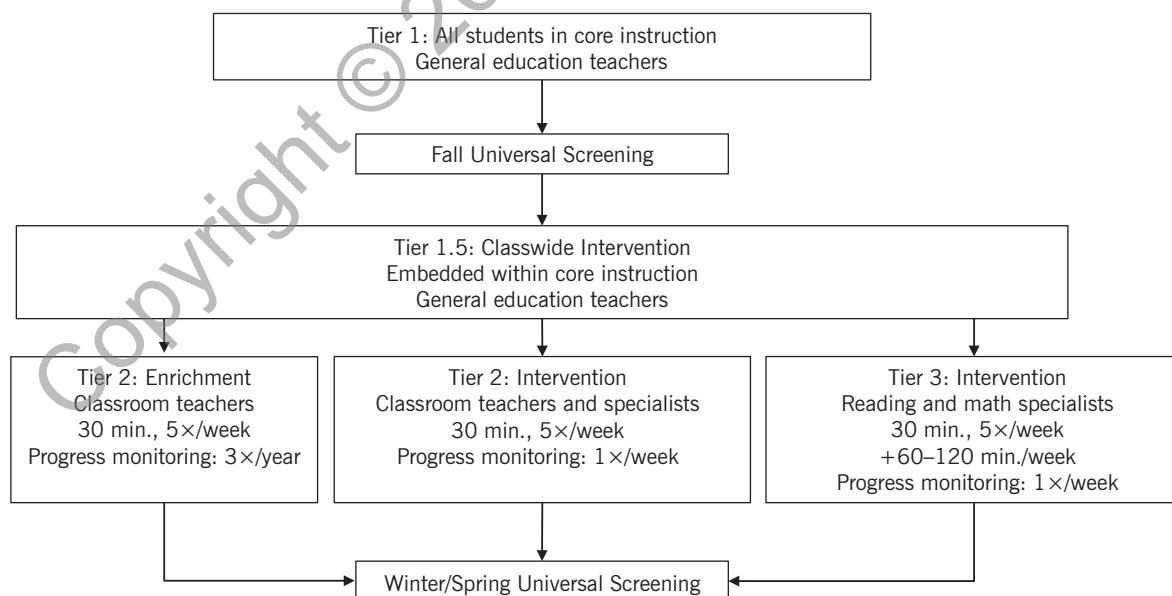 Tier 1: All students in core instruction
General education teachers
Fall Universal Screening
Tier 1.5: Classwide Intervention
Embedded within core instruction
General education teachers
Tier 2: Enrichment
Classroom teachers
30 min., 5×/week
Progress monitoring: 3×/year
Tier 2: Intervention
Classroom teachers and specialists
30 min., 5×/week
Progress monitoring: 1×/week
Tier 3: Intervention
Reading and math specialists
30 min., 5×/week
+60–120 min./week
Progress monitoring: 1×/week
Winter/Spring Universal Screening
Copyright ©